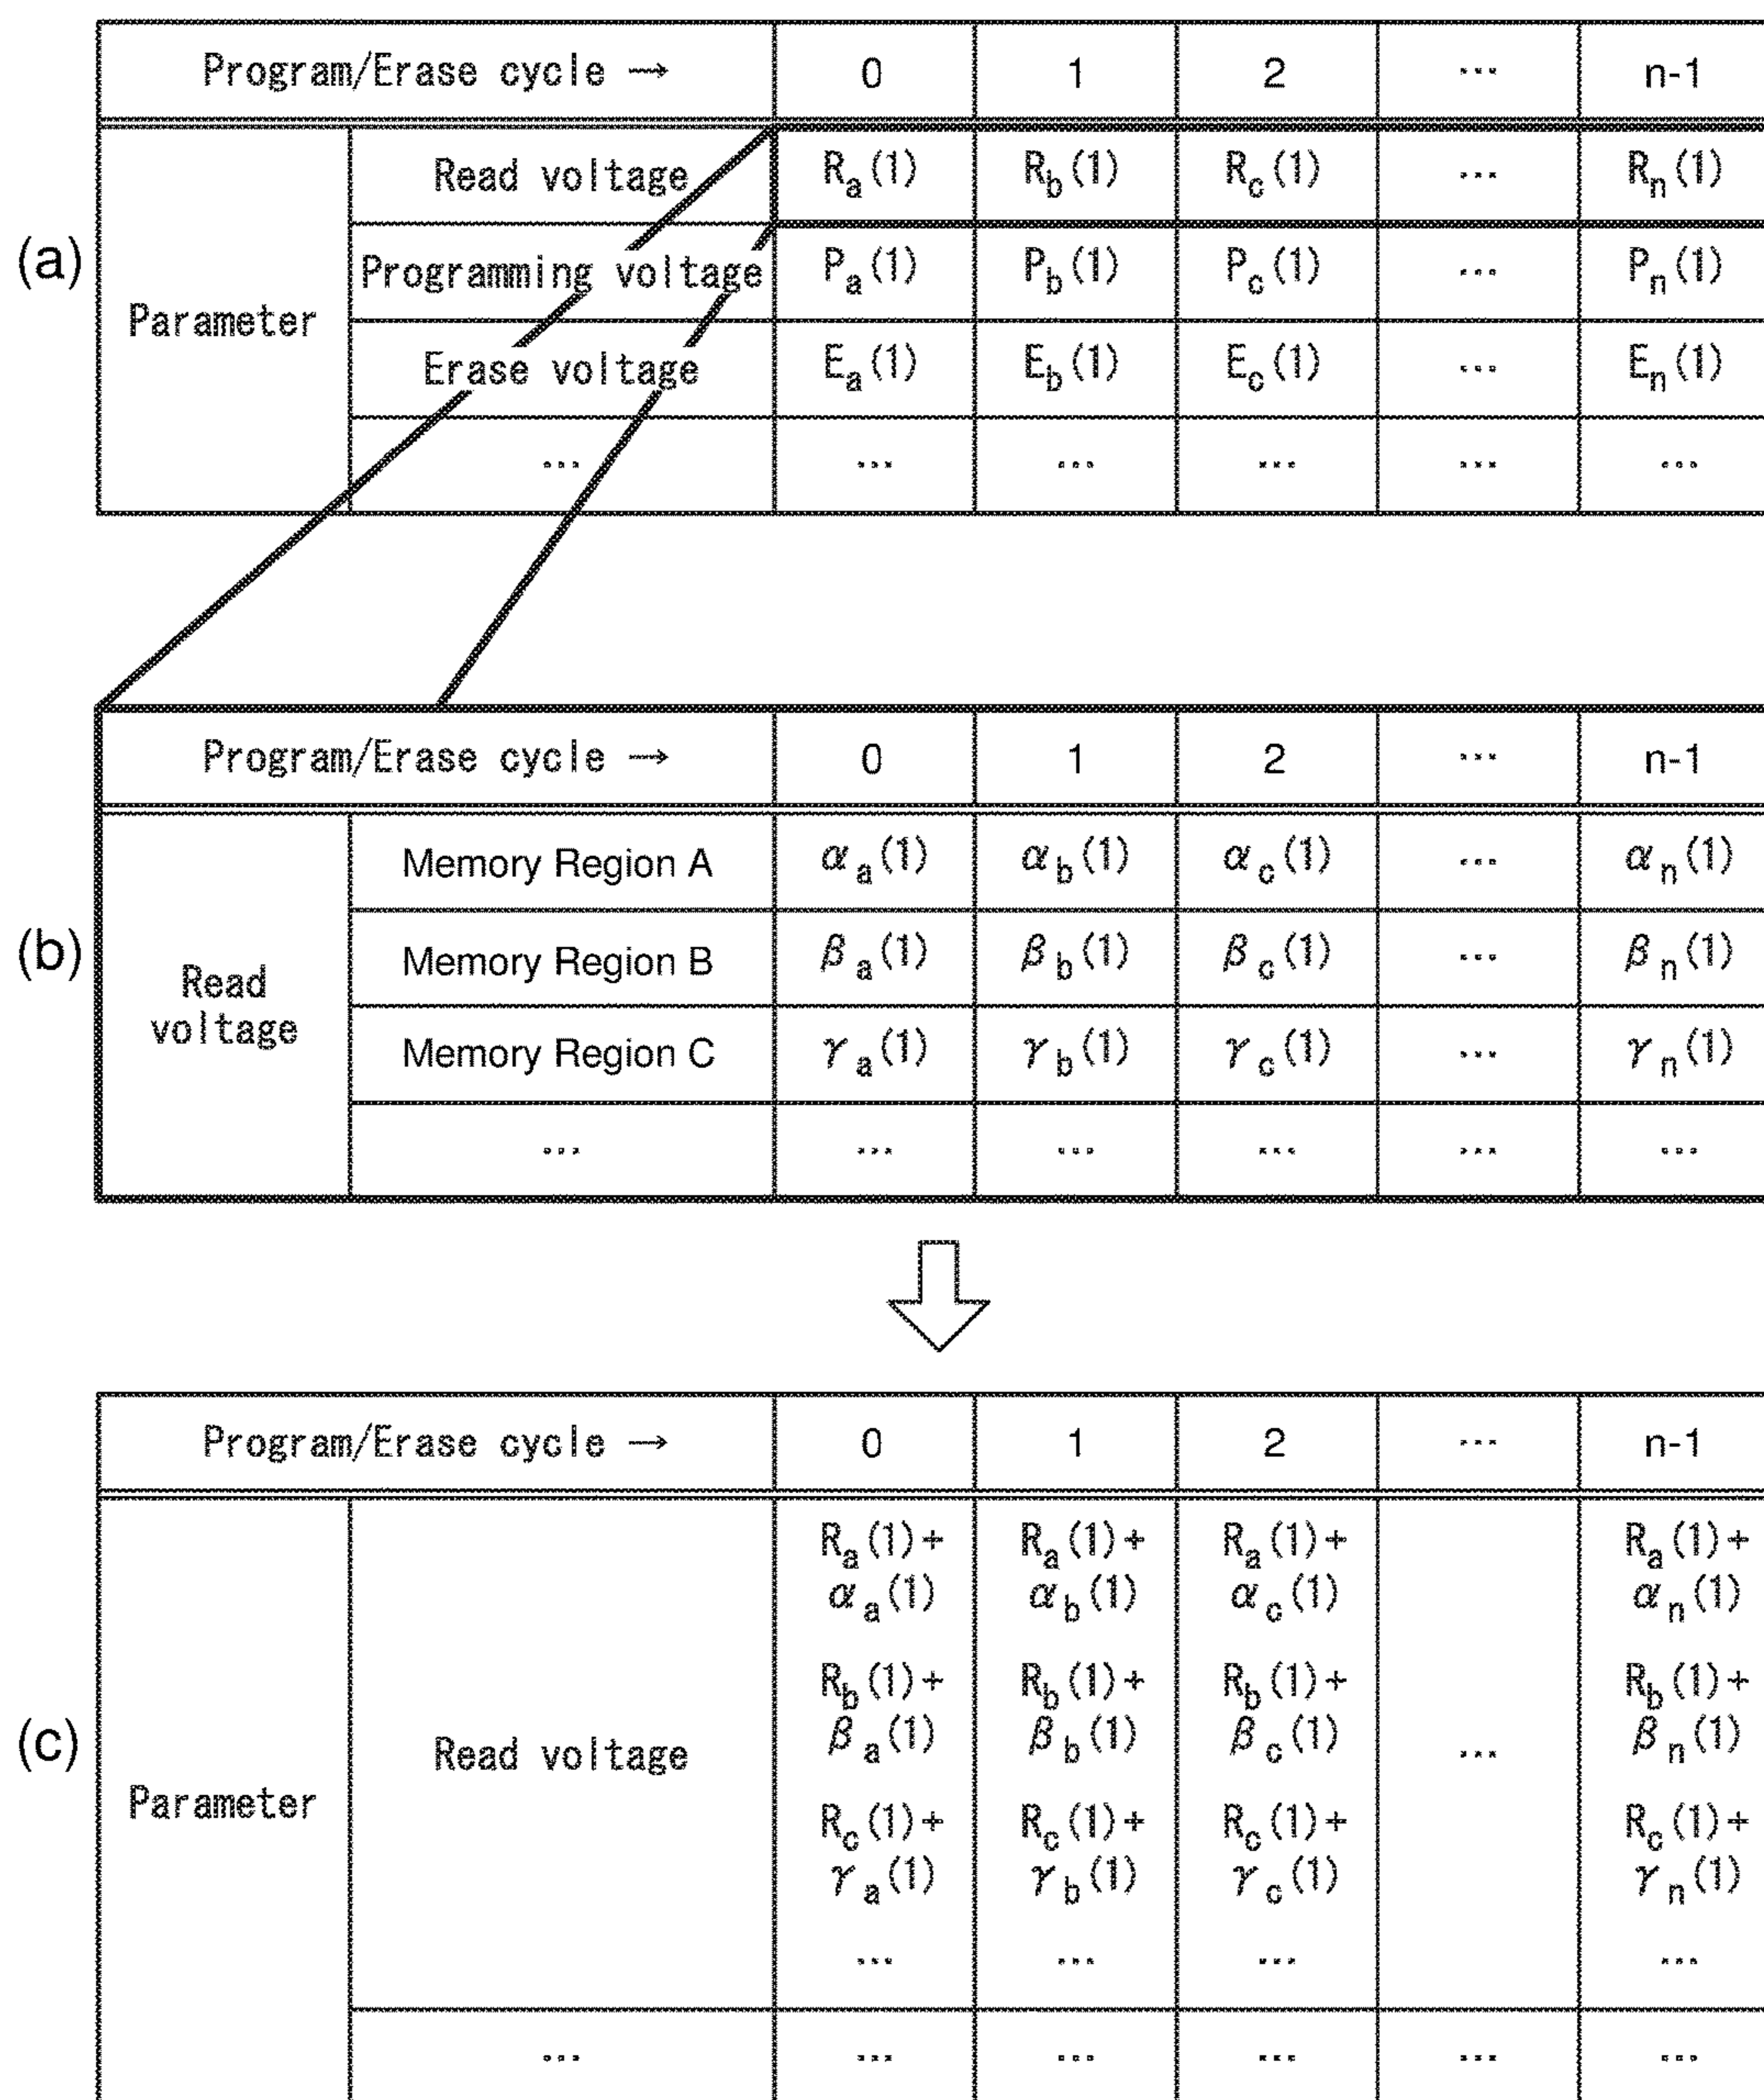 Program/Erase cycle → 0 1 2 ... n-1
(a)
Parameter
Read voltage Ra(1) Rb(1) Rc(1) ... Rn(1)
Programming voltage Pa(1) Pb(1) Pc(1) ... Pn(1)
Erase voltage Ea(1) Eb(1) Ec(1) ... En(1)
... ... ... ... ... ...
Program/Erase cycle → 0 1 2 ... n-1
(b)
Read
voltage
Memory Region A αa(1) αb(1) αc(1) ... αn(1)
Memory Region B βa(1) βb(1) βc(1) ... βn(1)
Memory Region C γa(1) γb(1) γc(1) ... γn(1)
... ... ... ... ... ...
Program/Erase cycle → 0 1 2 ... n-1
(c)
Parameter
Read voltage
Ra(1)+ Ra(1)+ Ra(1)+ Ra(1)+
αa(1) αb(1) αc(1) αn(1)
Rb(1)+ Rb(1)+ Rb(1)+ Rb(1)+
βa(1) βb(1) βc(1) ... βn(1)
Rc(1)+ Rc(1)+ Rc(1)+ Rc(1)+
γa(1) γb(1) γc(1) γn(1)
... ... ... ...
... ... ... ... ... ...